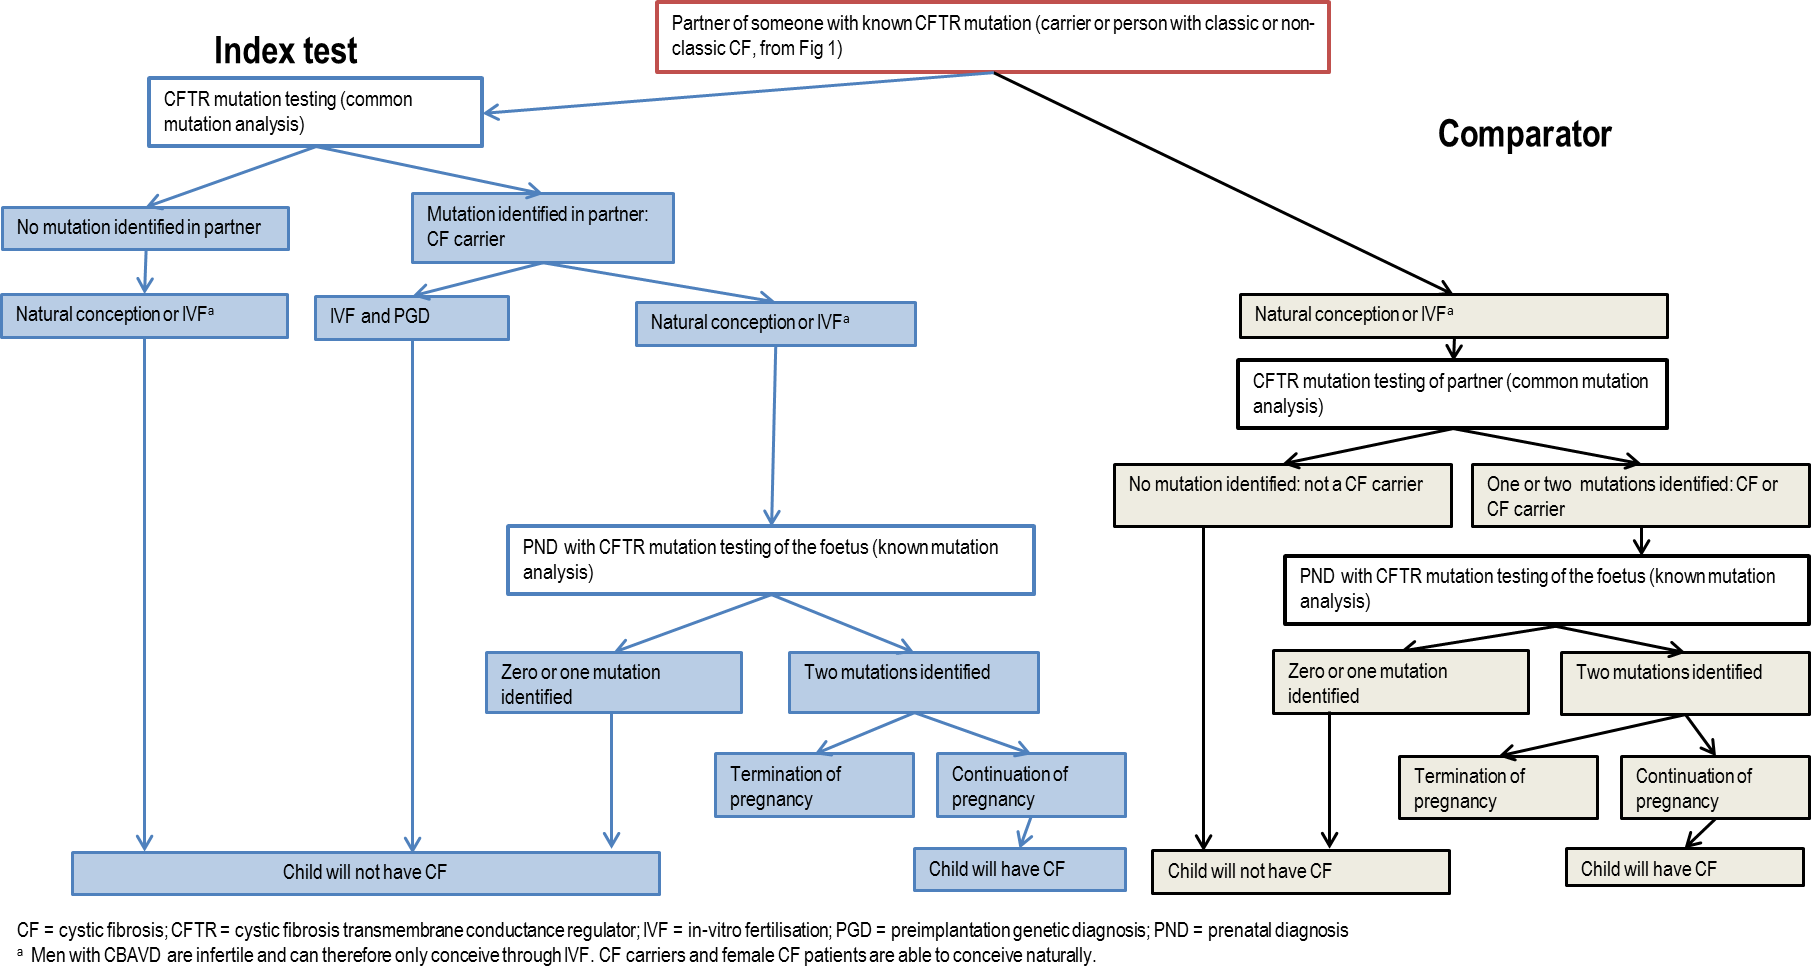 Partner of someone with known CFTR mutation (carrier or person with classic or non-
classic CF, from Fig 1)
Index test
CFTR mutation testing (common
mutation analysis)
Comparator
No mutation identified in partner
Mutation identified in partner:
CF carrier
Natural conception or IVFᵃ
IVF and PGD
Natural conception or IVFᵃ
Natural conception or IVFᵃ
CFTR mutation testing of partner (common mutation
analysis)
No mutation identified: not a CF carrier
One or two mutations identified: CF or
CF carrier
PND with CFTR mutation testing of the foetus (known mutation
analysis)
PND with CFTR mutation testing of the foetus (known mutation
analysis)
Zero or one mutation
identified
Two mutations identified
Zero or one mutation
identified
Two mutations identified
Termination of
pregnancy
Continuation of
pregnancy
Termination of
pregnancy
Continuation of
pregnancy
Child will not have CF
Child will have CF
Child will not have CF
Child will have CF
CF = cystic fibrosis; CFTR = cystic fibrosis transmembrane conductance regulator; IVF = in-vitro fertilisation; PGD = preimplantation genetic diagnosis; PND = prenatal diagnosis
ᵃ Men with CBAVD are infertile and can therefore only conceive through IVF. CF carriers and female CF patients are able to conceive naturally.